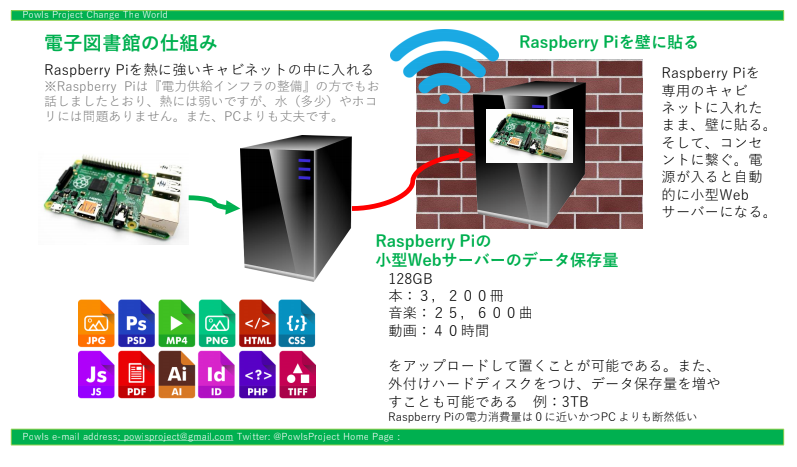 Powls Project Change The World
電子図書館の仕組み
Raspberry Piを熱に強いキャビネットの中に入れる
※Raspberry Piは『電力供給インフラの整備』の方でもお
話しましたとおり、熱には弱いですが、水（多少）やホコ
リには問題ありません。また、PCよりも丈夫です。
Raspberry Piを壁に貼る
Raspberry Piを
専用のキャビ
ネットに入れた
まま、壁に貼る。
そして、コンセ
ントに繋ぐ。電
源が入ると自動
的に小型Web
サーバーになる。
Raspberry Piの
小型Webサーバーのデータ保存量
128GB
本：３，２００冊
音楽：２５，６００曲
動画：４０時間
をアップロードして置くことが可能である。また、
外付けハードディスクをつけ、データ保存量を増や
すことも可能である　例：3TB
Raspberry Piの電力消費量は０に近いかつPC よりも断然低い
JPG
Ps
PSD
MP4
PNG
</>
HTML
{;}
CSS
Js
JS
PDF
Ai
AI
Id
ID
<?>
PHP
TIFF
Powls e-mail address: powlsproject@gmail.com Twitter: @PowlsProject Home Page :